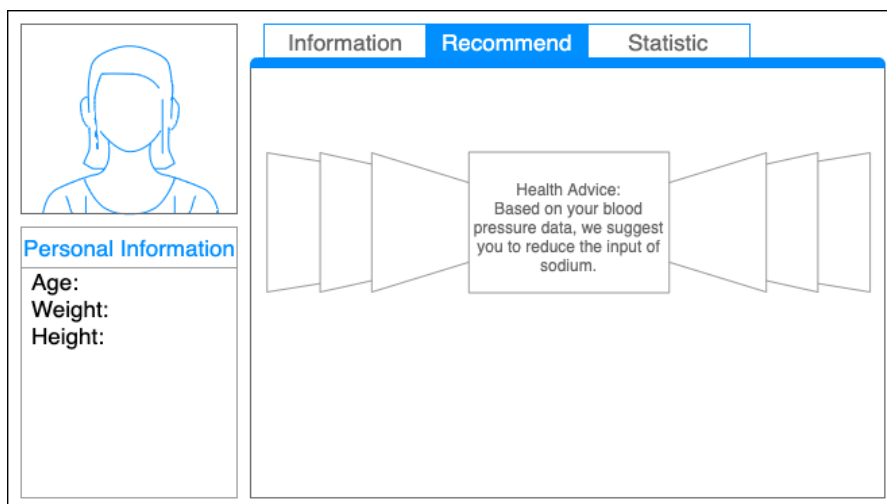 Information
Recommend
Statistic
Health Advice:
Based on your blood
pressure data, we suggest
you to reduce the input of
sodium.
Personal Information
Age:
Weight:
Height: